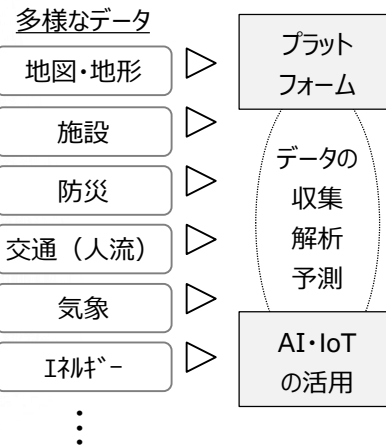 多様なデータ
地図・地形
施設
防災
交通（人流）
気象
ｴﾈﾙｷﾞｰ
プラット
フォーム
データの
収集
解析
予測
AI・IoT
の活用